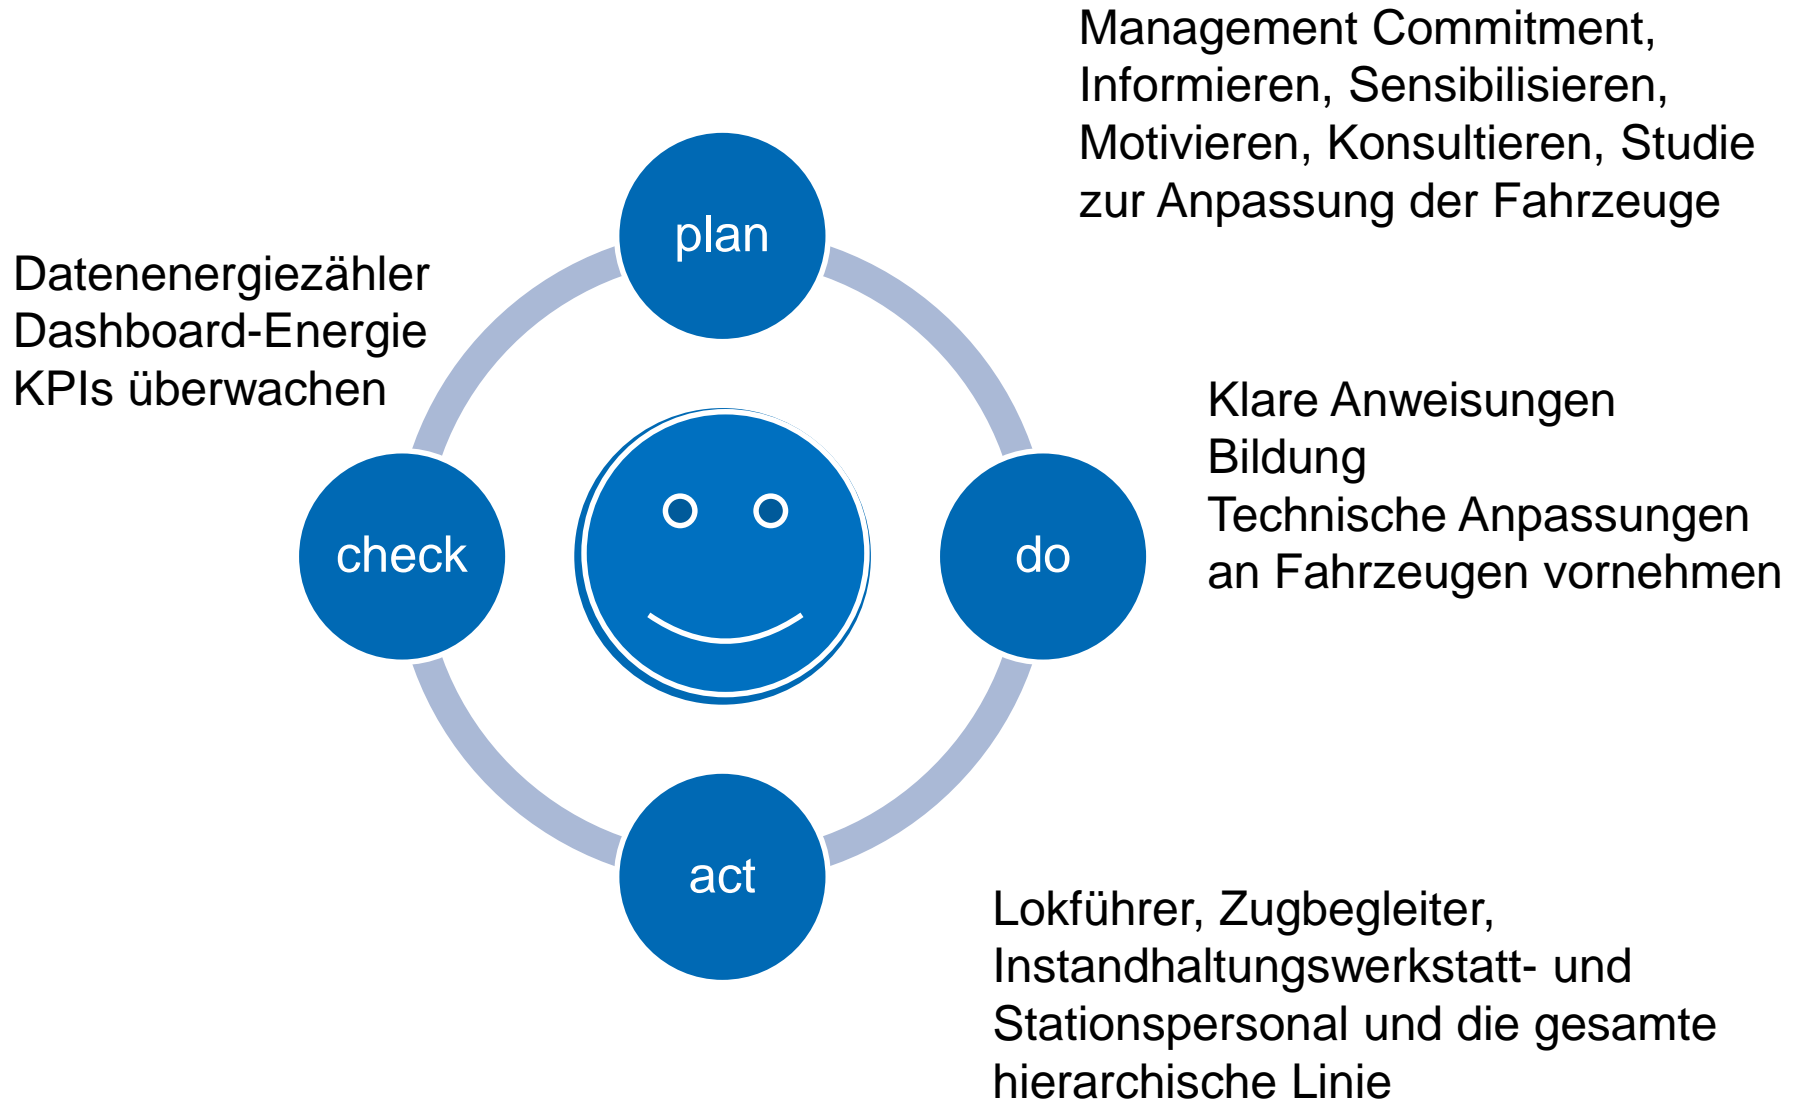 Management Commitment,
Informieren, Sensibilisieren,
Motivieren, Konsultieren, Studie
zur Anpassung der Fahrzeuge
plan
Datenenergiezähler
Dashboard-Energie
KPIs überwachen
Klare Anweisungen
Bildung
Technische Anpassungen
an Fahrzeugen vornehmen
check
do
act
Lokführer, Zugbegleiter,
Instandhaltungswerkstatt- und
Stationspersonal und die gesamte
hierarchische Linie